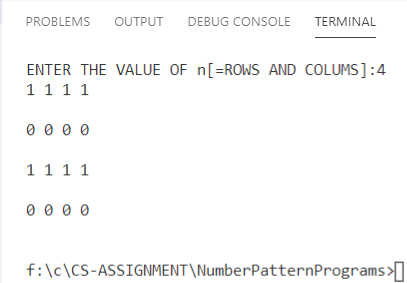 PROBLEMS OUTPUT DEBUG CONSOLE TERMINAL
ENTER THE VALUE OF n[=ROWS AND COLUMS]:4
1 1 1 1
0 0 0 0
1 1 1 1
0 0 0 0
f:\c\CS-ASSIGNMENT\NumberPatternPrograms>